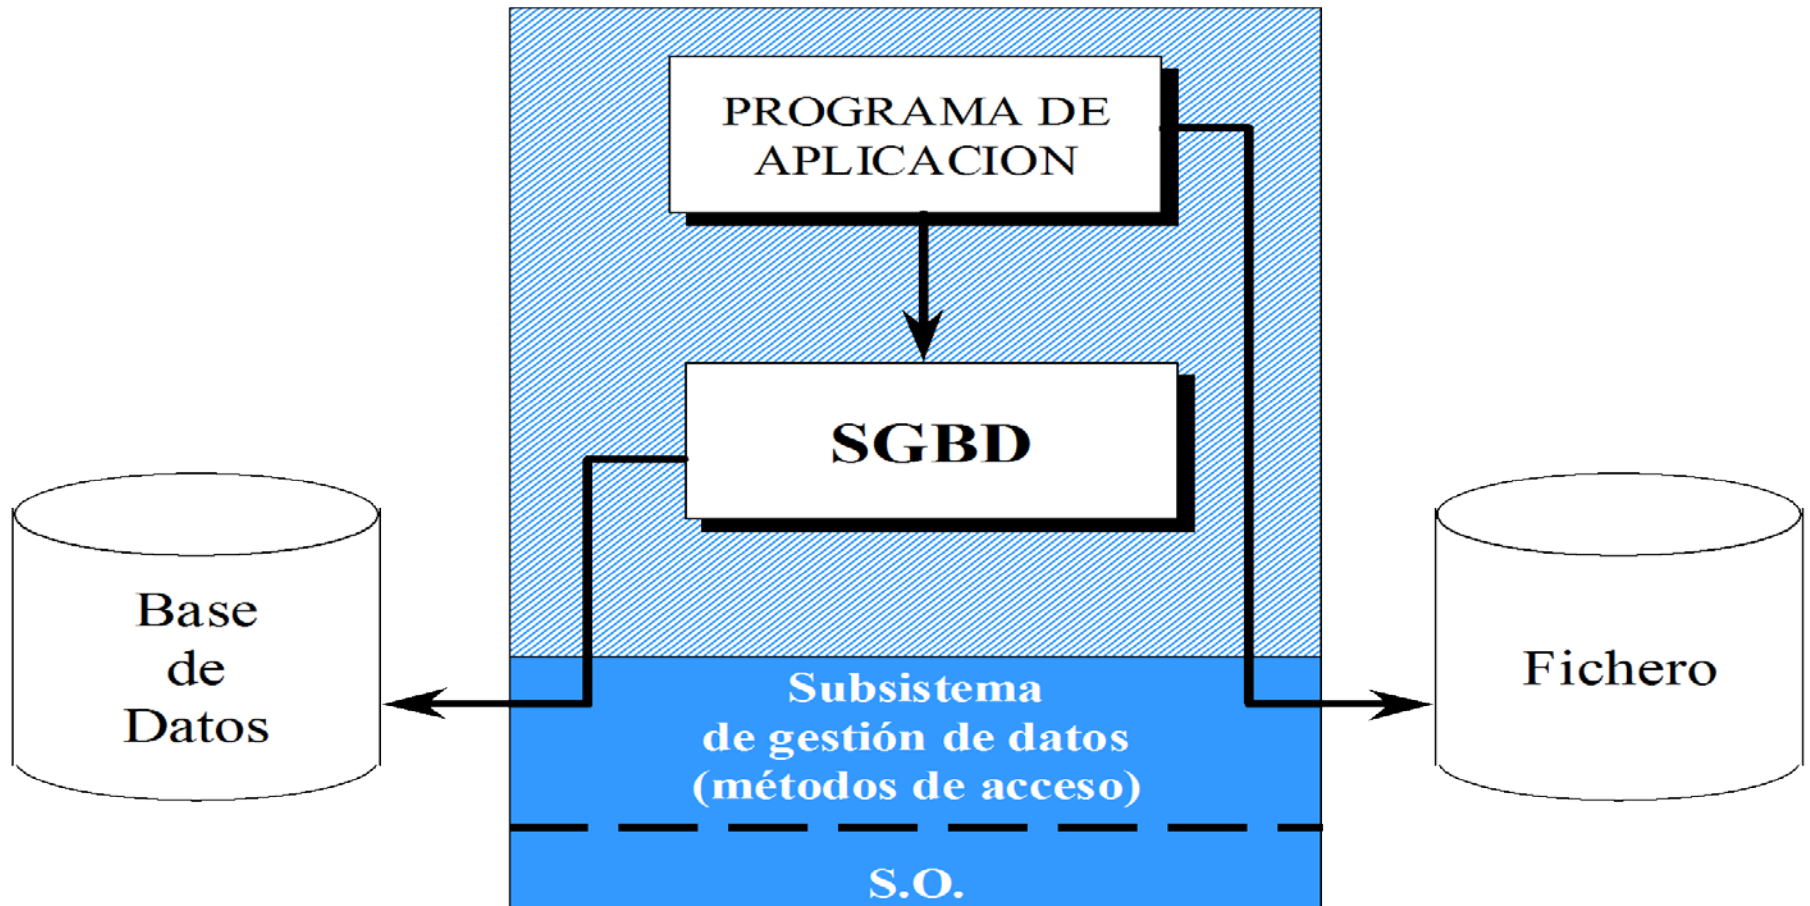 PROGRAMA DE
APLICACION
SGBD
Base
de
Datos
Fichero
Subsistema
de gestión de datos
(métodos de acceso)
S.O.